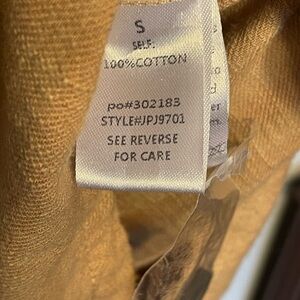 S
SELF:
100%COTTON
po#302183
STYLE#JPJ9701
SEE REVERSE
FOR CARE